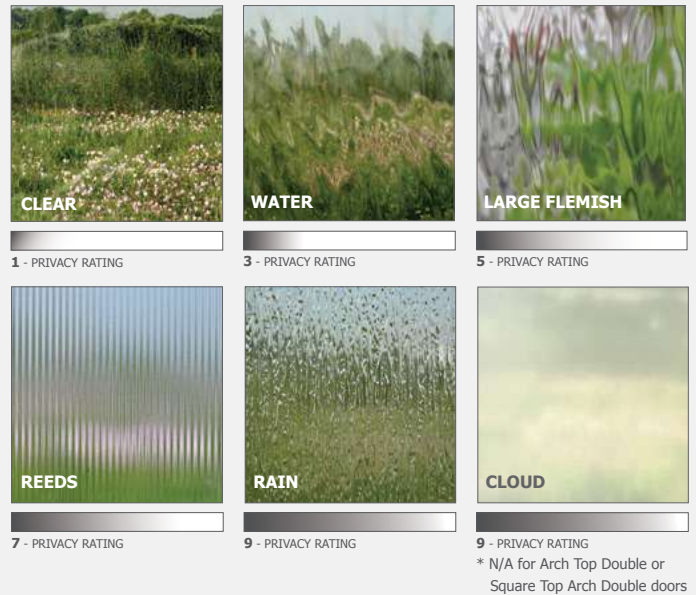 CLEAR
WATER
LARGE FLEMISH
1 - PRIVACY RATING
3 - PRIVACY RATING
5 - PRIVACY RATING
REEDS
RAIN
CLOUD
7 - PRIVACY RATING
9 - PRIVACY RATING
9 - PRIVACY RATING
* N/A for Arch Top Double or
Square Top Arch Double doors